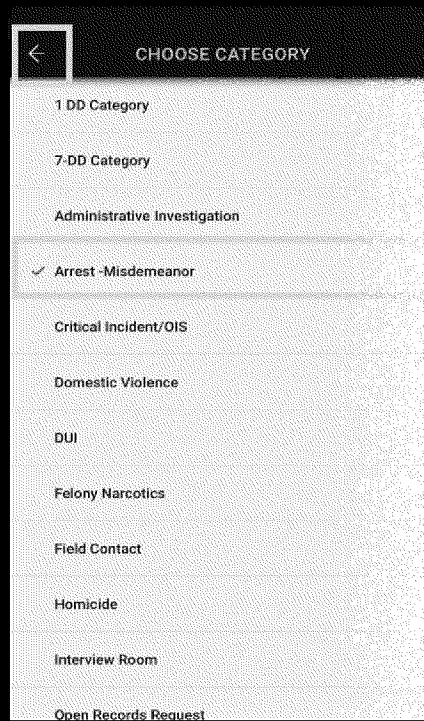 CHOOSE CATEGORY
1 DD Category
7-DD Category
Administrative Investigation
Arrest -Misdemeanor
Critical Incident/OIS
Domestic Violence
DUI
Felony Narcotics
Field Contact
Homicide
Interview Room
Open Records Request